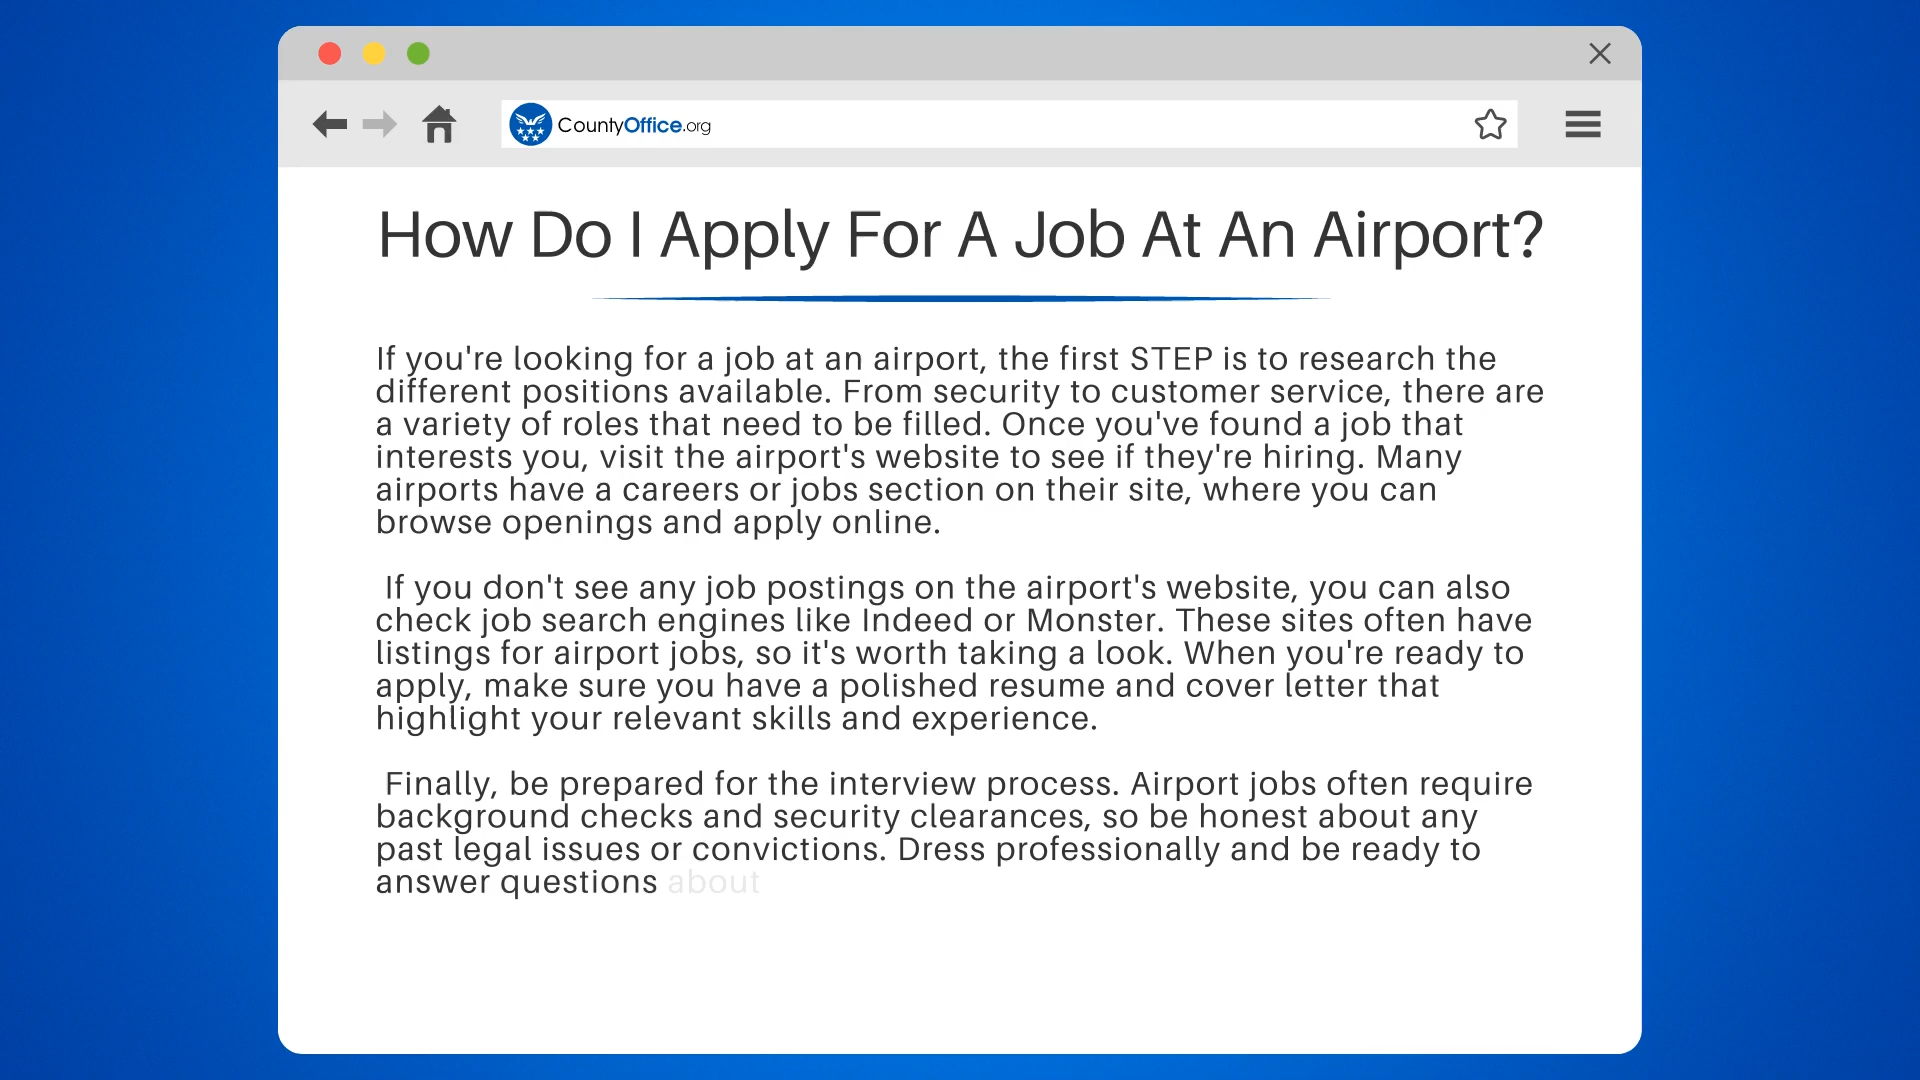 CountyOffice.org
How Do I Apply For A Job At An Airport?
If you're looking for a job at an airport, the first STEP is to research the
different positions available. From security to customer service, there are
a variety of roles that need to be filled. Once you've found a job that
interests you, visit the airport's website to see if they're hiring. Many
airports have a careers or jobs section on their site, where you can
browse openings and apply online.
If you don't see any job postings on the airport's website, you can also
check job search engines like Indeed or Monster. These sites often have
listings for airport jobs, so it's worth taking a look. When you're ready to
apply, make sure you have a polished resume and cover letter that
highlight your relevant skills and experience.
Finally, be prepared for the interview process. Airport jobs often require
background checks and security clearances, so be honest about any
past legal issues or convictions. Dress professionally and be ready to
answer questions about